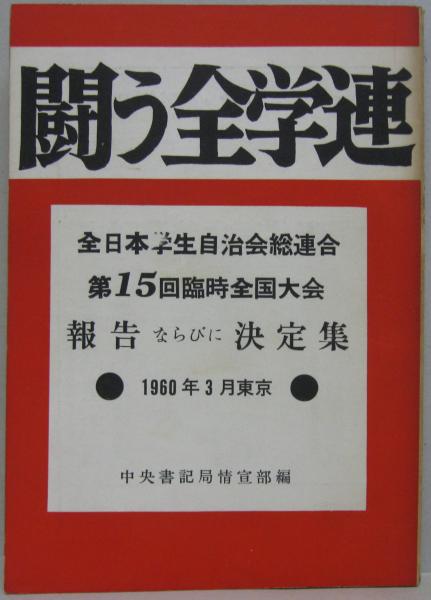 闘う全学連
全日本学生自治会総連合
第15回臨時全国大会
報告ならびに決定集
● 1960年3月東京 ●
中央書記局情宣部編